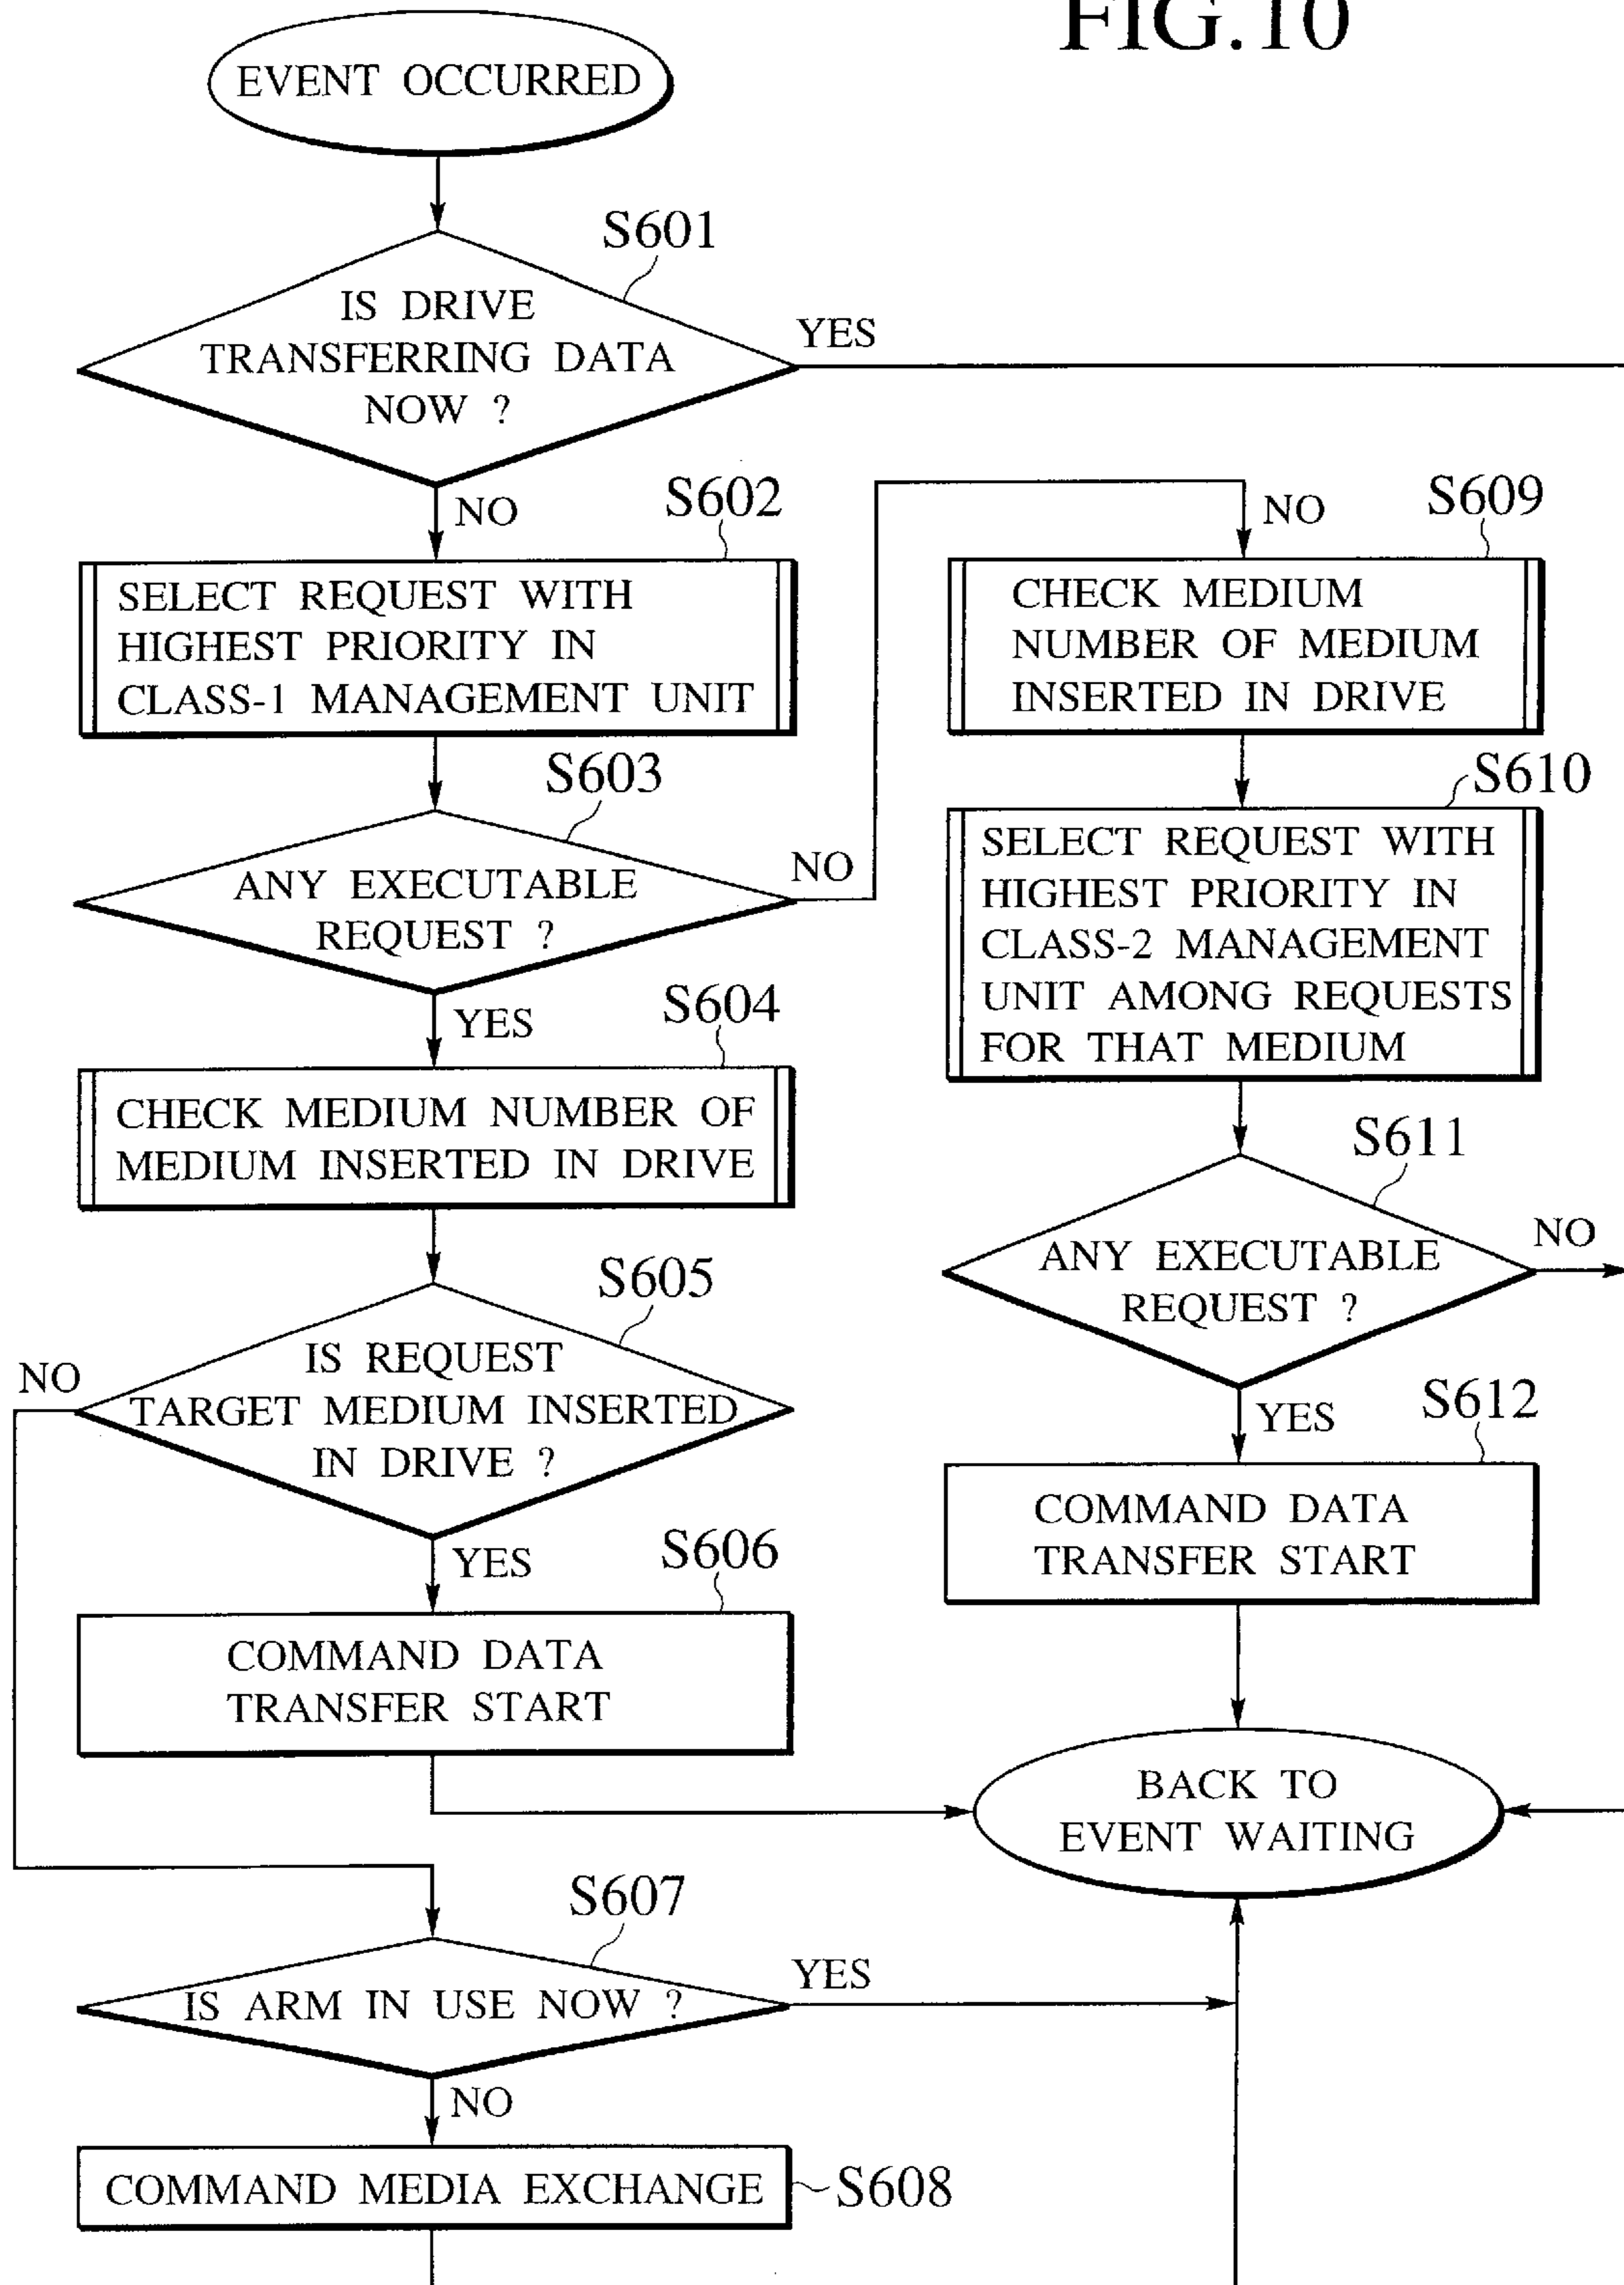 FIG.10
EVENT OCCURRED
S601
IS DRIVE
TRANSFERRING DATA
NOW ?
YES
NO
S602
SELECT REQUEST WITH
HIGHEST PRIORITY IN
CLASS-1 MANAGEMENT UNIT
S603
ANY EXECUTABLE
REQUEST ?
NO
YES
S604
CHECK MEDIUM NUMBER OF
MEDIUM INSERTED IN DRIVE
S605
IS REQUEST
TARGET MEDIUM INSERTED
IN DRIVE ?
NO
YES
S606
COMMAND DATA
TRANSFER START
S607
IS ARM IN USE NOW ?
YES
NO
COMMAND MEDIA EXCHANGE
S608
NO
S609
CHECK MEDIUM
NUMBER OF MEDIUM
INSERTED IN DRIVE
S610
SELECT REQUEST WITH
HIGHEST PRIORITY IN
CLASS-2 MANAGEMENT
UNIT AMONG REQUESTS
FOR THAT MEDIUM
S611
ANY EXECUTABLE
REQUEST ?
NO
YES
S612
COMMAND DATA
TRANSFER START
BACK TO
EVENT WAITING